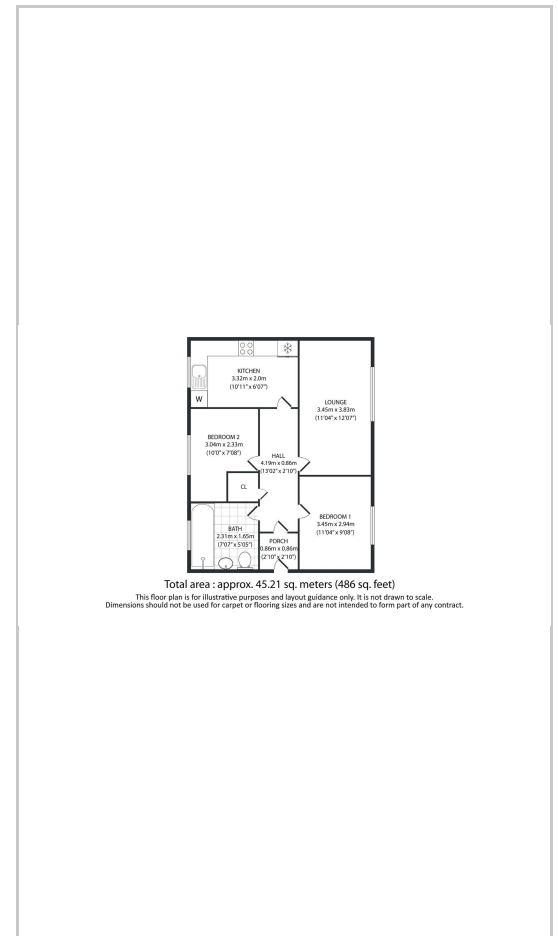 KITCHEN
3.32m x 2.0m
(10'11" x 6'07")
W
LOUNGE
3.45m x 3.83m
(11'04" x 12'07")
BEDROOM 2
3.04m x 2.33m
(10'0" x 7'08")
HALL
4.19m x 0.86m
(13'02" x 2'10")
CL
BEDROOM 1
3.45m x 2.94m
(11'04" x 9'08")
BATH
2.31m x 1.65m
(7'07" x 5'05")
PORCH
0.86m x 0.86m
(2'10" x 2'10")
Total area : approx. 45.21 sq. meters (486 sq. feet)
This floor plan is for illustrative purposes and layout guidance only. It is not drawn to scale.
Dimensions should not be used for carpet or flooring sizes and are not intended to form part of any contract.